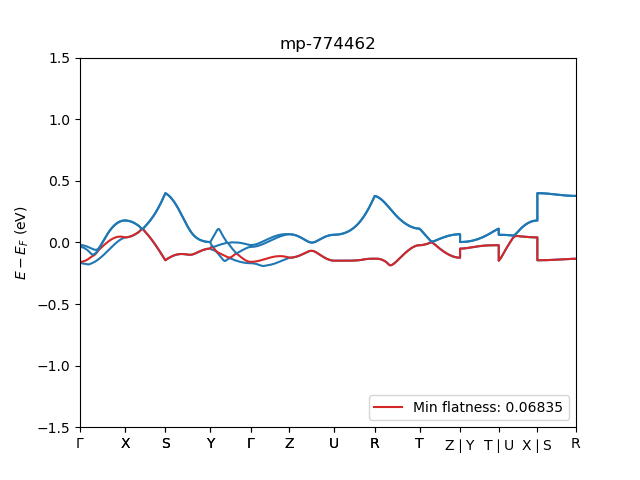 mp-774462
E − E_F (eV)
1.5
1.0
0.5
0.0
−0.5
−1.0
−1.5
Min flatness: 0.06835
Γ X S Y Γ Z U R T Z | Y T | U X | S R